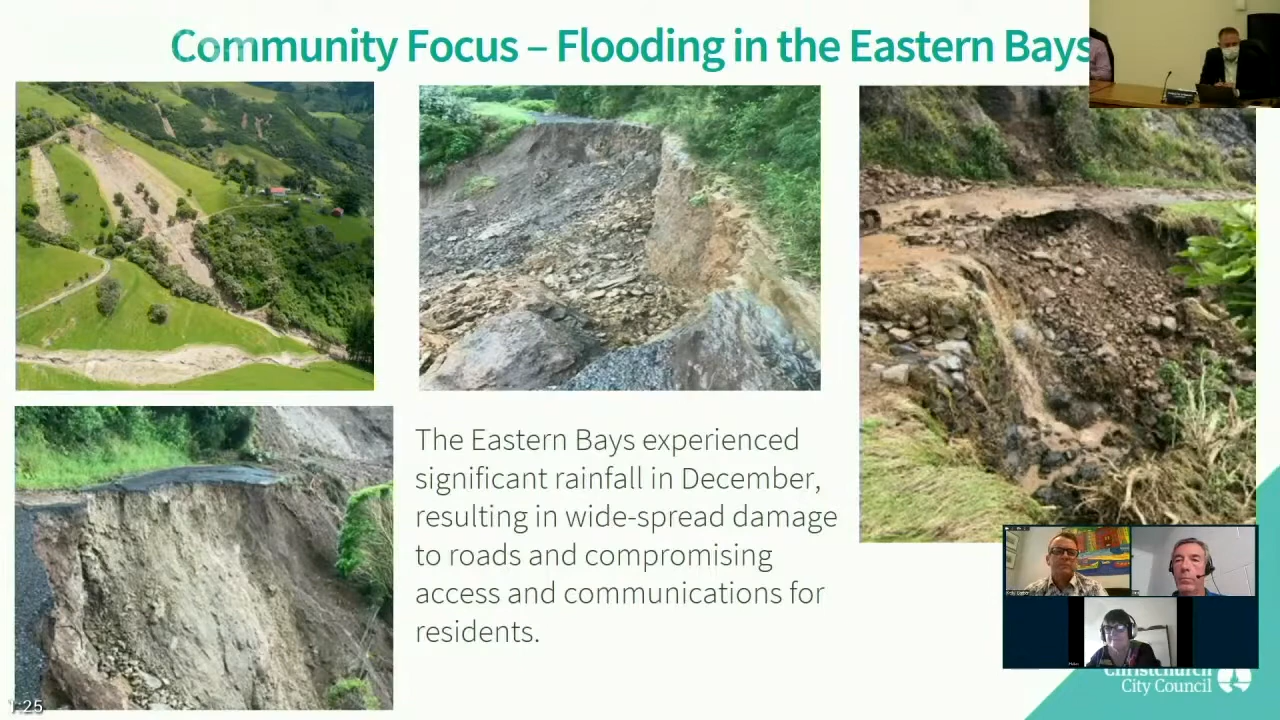 Community Focus – Flooding in the Eastern Bays
The Eastern Bays experienced
significant rainfall in December,
resulting in wide-spread damage
to roads and compromising
access and communications for
residents.
Christchurch
City Council
:25